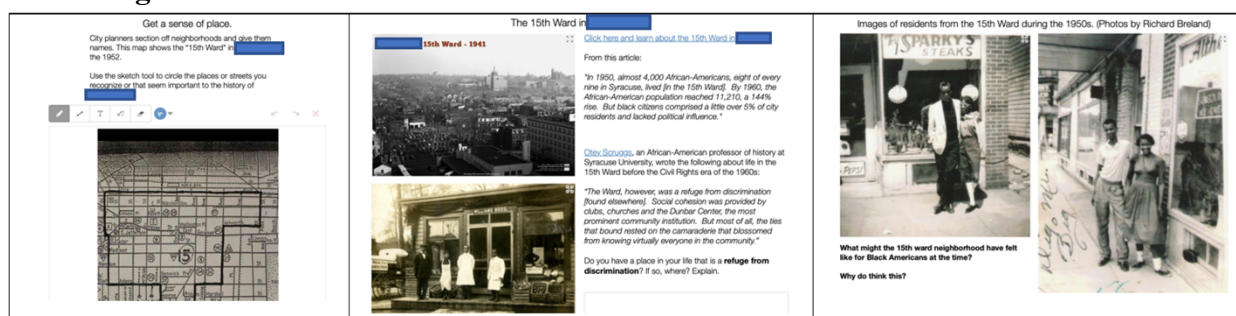 Get a sense of place.
City planners section off neighborhoods and give them
names. This map shows the "15th Ward" in
the 1952.
Use the sketch tool to circle the places or streets you
recognize or that seem important to the history of
T
5
The 15th Ward in
15th Ward - 1941
WILLIAMS BROS.
Click here and learn about the 15th Ward in
From this article:
"In 1950, almost 4,000 African-Americans, eight of every
nine in Syracuse, lived [in the 15th Ward]. By 1960, the
African-American population reached 11,210, a 144%
rise. But black citizens comprised a little over 5% of city
residents and lacked political influence."
Otey Scruggs, an African-American professor of history at
Syracuse University, wrote the following about life in the
15th Ward before the Civil Rights era of the 1960s:
"The Ward, however, was a refuge from discrimination
[found elsewhere]. Social cohesion was provided by
clubs, churches and the Dunbar Center, the most
prominent community institution. But most of all, the ties
that bound rested on the camaraderie that blossomed
from knowing virtually everyone in the community."
Do you have a place in your life that is a refuge from
discrimination? If so, where? Explain.
Images of residents from the 15th Ward during the 1950s. (Photos by Richard Breland)
SPARKY'S
STEAKS
PEPSI
What might the 15th ward neighborhood have felt
like for Black Americans at the time?
Why do think this?